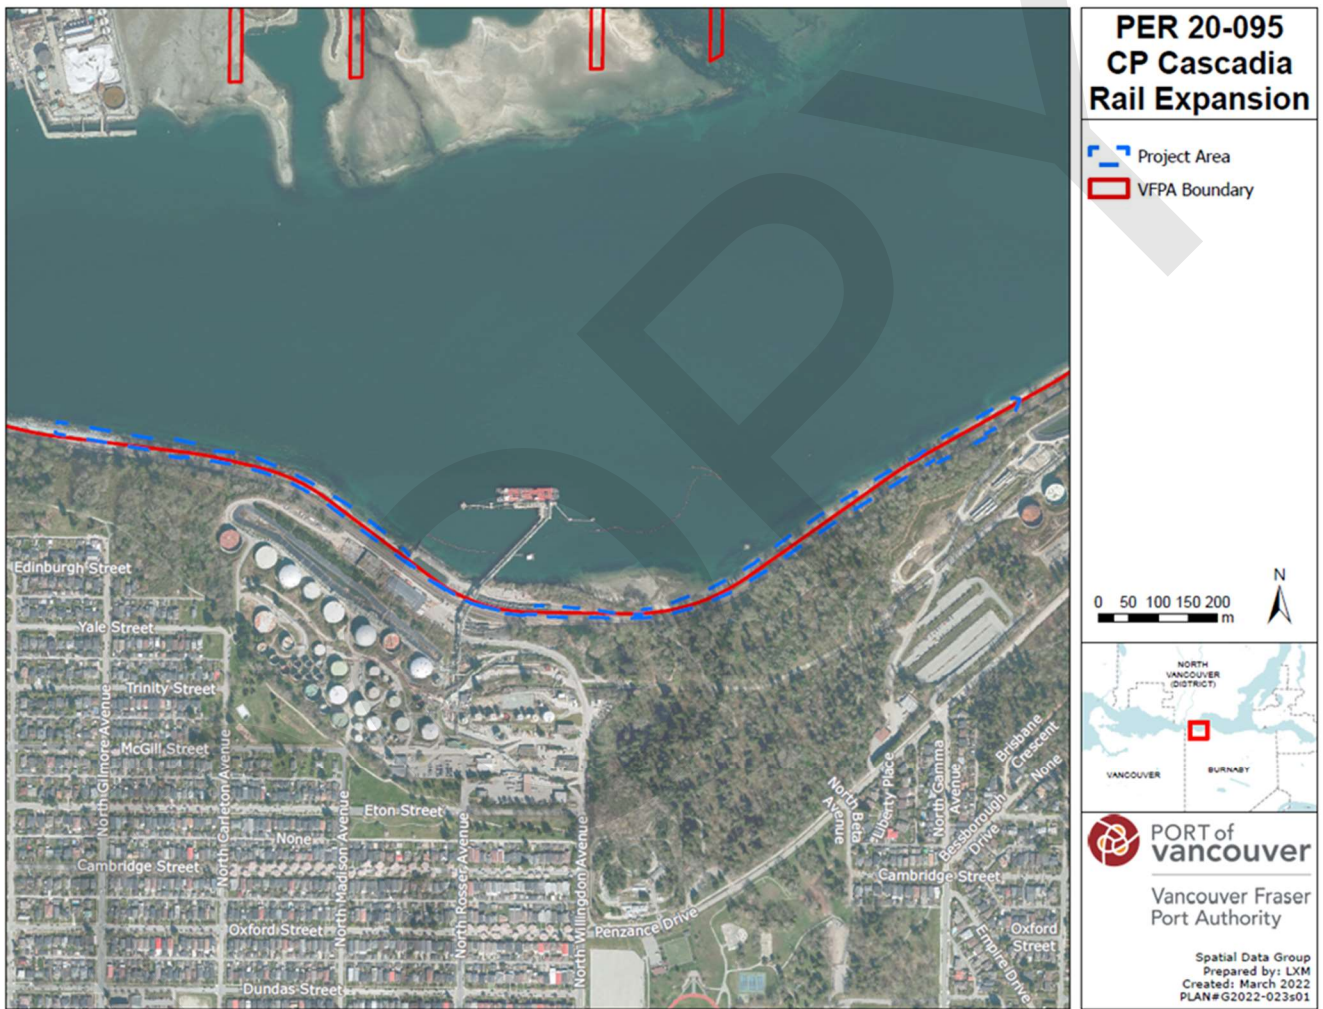 PER 20-095
CP Cascadia
Rail Expansion
Project Area
VFPA Boundary
COPY
Edinburgh Street
Yale Street
Trinity Street
McGill Street
North Gilmore Avenue
North Carleton Avenue
North Madison Avenue
Eton Street
None
Cambridge Street
North Rosser Avenue
North Willingdon Avenue
Oxford Street
Dundas Street
Penzance Drive
North Beta
Avenue
Liberty Place
North Gamma
Avenue
Brisbane
Crescent
None
Bessborough
Drive
Cambridge Street
Empire Drive
Oxford
Street
N
0 50 100 150 200
m
NORTH
VANCOUVER
(DISTRICT)
VANCOUVER
BURNABY
PORT of
vancouver
Vancouver Fraser
Port Authority
Spatial Data Group
Prepared by: LXM
Created: March 2022
PLAN#G2022-023s01